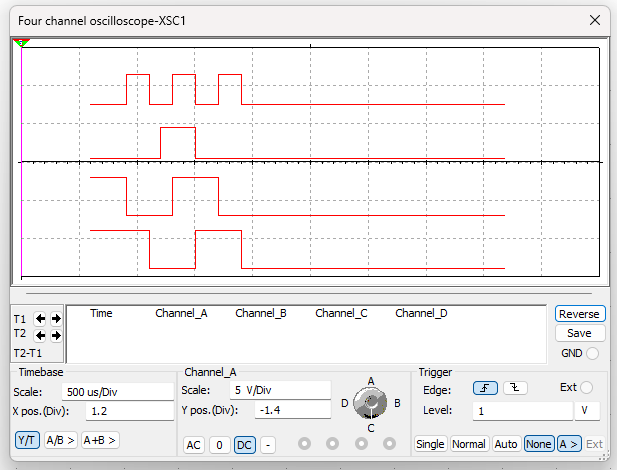 Four channel oscilloscope-XSC1
Time Channel_A Channel_B Channel_C Channel_D
T1
T2
T2-T1
Reverse
Save
GND
Timebase
Scale: 500 us/Div
X pos.(Div): 1.2
Y/T A/B > A+B >
Channel_A
Scale: 5 V/Div
Y pos.(Div): -1.4
AC 0 DC -
A
D B
C
Trigger
Edge: Ext
Level: 1 V
Single Normal Auto None A > Ext